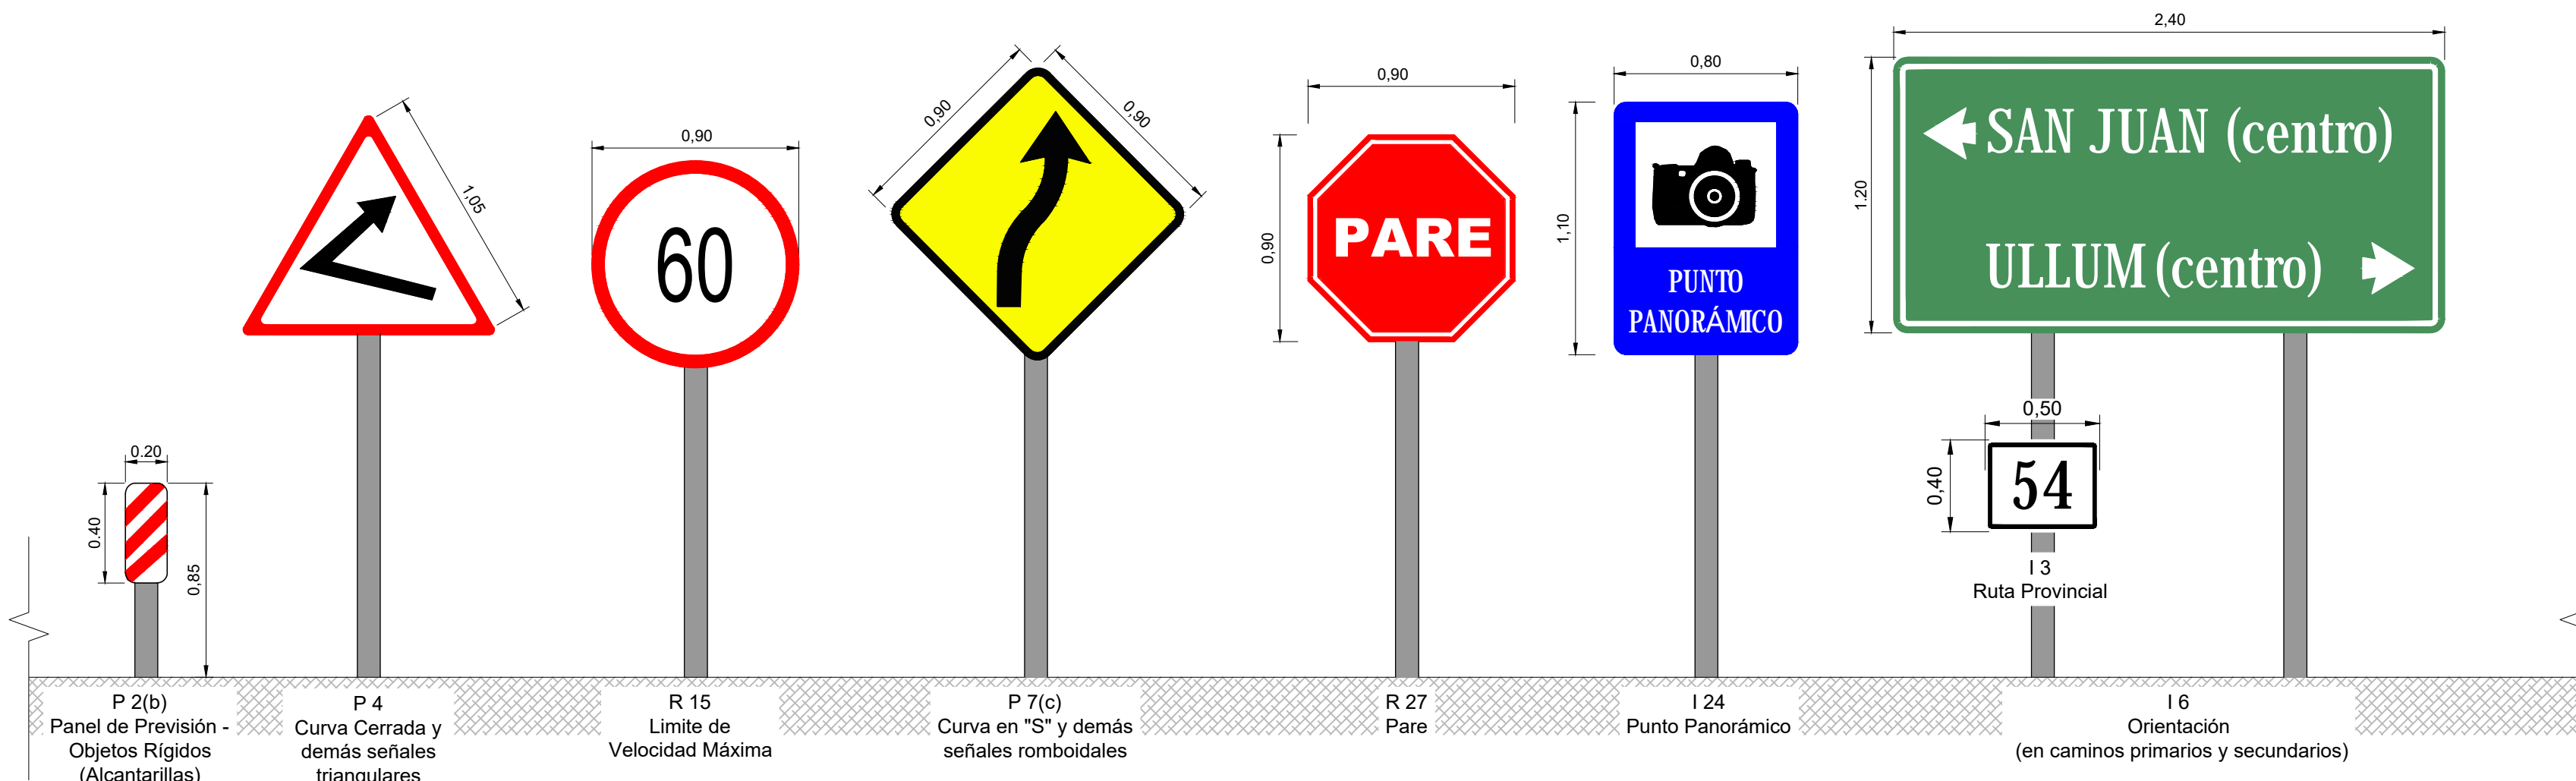 0.20
0.40
0,85
P 2(b)
Panel de Previsión -
Objetos Rígidos
(Alcantarillas)
1,05
P 4
Curva Cerrada y
demás señales
triangulares
0,90
60
R 15
Limite de
Velocidad Máxima
0,90
0,90
P 7(c)
Curva en "S" y demás
señales romboidales
0,90
0,90
PARE
R 27
Pare
0,80
1,10
PUNTO
PANORÁMICO
I 24
Punto Panorámico
2,40
1.20
SAN JUAN (centro)
ULLUM (centro)
0,50
0,40
54
I 3
Ruta Provincial
I 6
Orientación
(en caminos primarios y secundarios)